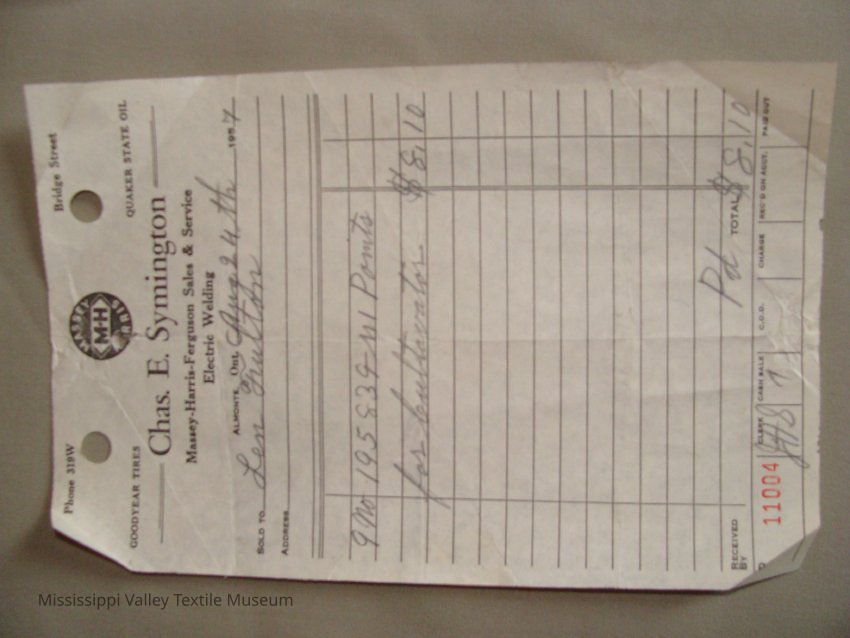 Phone 319W Bridge Street
MASSEY HARRIS
M-H
GOODYEAR TIRES QUAKER STATE OIL
Chas. E. Symington
Massey-Harris-Ferguson Sales & Service
Electric Welding
ALMONTE, Ont. Aug 24th 1957
SOLD TO Len Fulton
ADDRESS
9 No 195839 M1 Points
for Cultivator $8.10
Pd TOTAL $8.10
RECEIVED BY
11004 CLERK CASH SALE C.O.D. CHARGE REC'D ON ACCT. PAID OUT
Mississippi Valley Textile Museum